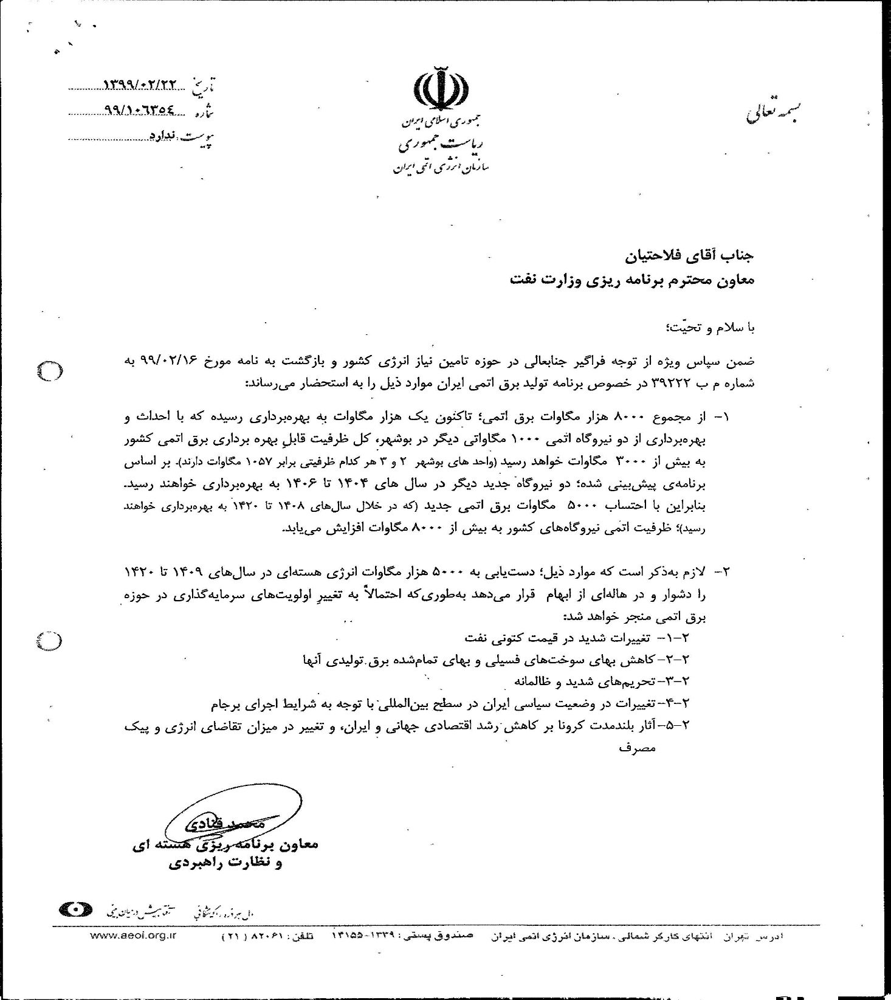 بسمه تعالی
جمهوری اسلامی ایران
ریاست جمهوری
سازمان انرژی اتمی ایران
تاریخ ۱۳۹۹/۰۲/۲۲
شماره ۹۹/۱۰٦۳٥٤
پیوست ندارد
جناب آقای فلاحتیان
معاون محترم برنامه ریزی وزارت نفت
با سلام و تحیّت؛
ضمن سپاس ویژه از توجه فراگیر جنابعالی در حوزه تامین نیاز انرژی کشور و بازگشت به نامه مورخ ۹۹/۰۲/۱۶ به
شماره م ب ۳۹۲۲۲ در خصوص برنامه تولید برق اتمی ایران موارد ذیل را به استحضار می‌رساند:
۱- از مجموع ۸۰۰۰ هزار مگاوات برق اتمی؛ تاکنون یک هزار مگاوات به بهره‌برداری رسیده که با احداث و
بهره‌برداری از دو نیروگاه اتمی ۱۰۰۰ مگاواتی دیگر در بوشهر، کل ظرفیت قابلِ بهره برداری برق اتمی کشور
به بیش از ۳۰۰۰ مگاوات خواهد رسید (واحد های بوشهر ۲ و ۳ هر کدام ظرفیتی برابر ۱۰۵۷ مگاوات دارند). بر اساس
برنامه‌ی پیش‌بینی شده؛ دو نیروگاه جدید دیگر در سال های ۱۴۰۴ تا ۱۴۰۶ به بهره‌برداری خواهند رسید.
بنابراین با احتساب ۵۰۰۰ مگاوات برق اتمی جدید (که در خلال سال‌های ۱۴۰۸ تا ۱۴۲۰ به بهره‌برداری خواهند
رسید)؛ ظرفیت اتمی نیروگاه‌های کشور به بیش از ۸۰۰۰ مگاوات افزایش می‌یابد.
۲- لازم به‌ذکر است که موارد ذیل؛ دست‌یابی به ۵۰۰۰ هزار مگاوات انرژی هسته‌ای در سال‌های ۱۴۰۹ تا ۱۴۲۰
را دشوار و در هاله‌ای از ابهام قرار می‌دهد به‌طوری‌که احتمالاً به تغییرِ اولویت‌های سرمایه‌گذاری در حوزه
برق اتمی منجر خواهد شد:
۲-۱- تغییرات شدید در قیمت کنونی نفت
۲-۲- کاهش بهای سوخت‌های فسیلی و بهای تمام‌شده برق تولیدی آنها
۲-۳- تحریم‌های شدید و ظالمانه
۲-۴- تغییرات در وضعیت سیاسی ایران در سطح بین‌المللی با توجه به شرایط اجرای برجام
۲-۵- آثار بلندمدت کرونا بر کاهش رشد اقتصادی جهانی و ایران، و تغییر در میزان تقاضای انرژی و پیک
مصرف
محمد قنادی
معاون برنامه ریزی هسته ای
و نظارت راهبردی
آدرس تهران انتهای کارگر شمالی . سازمان انرژی اتمی ایران صندوق پستی : ۱۳۳۹-۱۴۱۵۵ تلفن : ۸۲۰۶۱ (۲۱) www.aeoi.org.ir